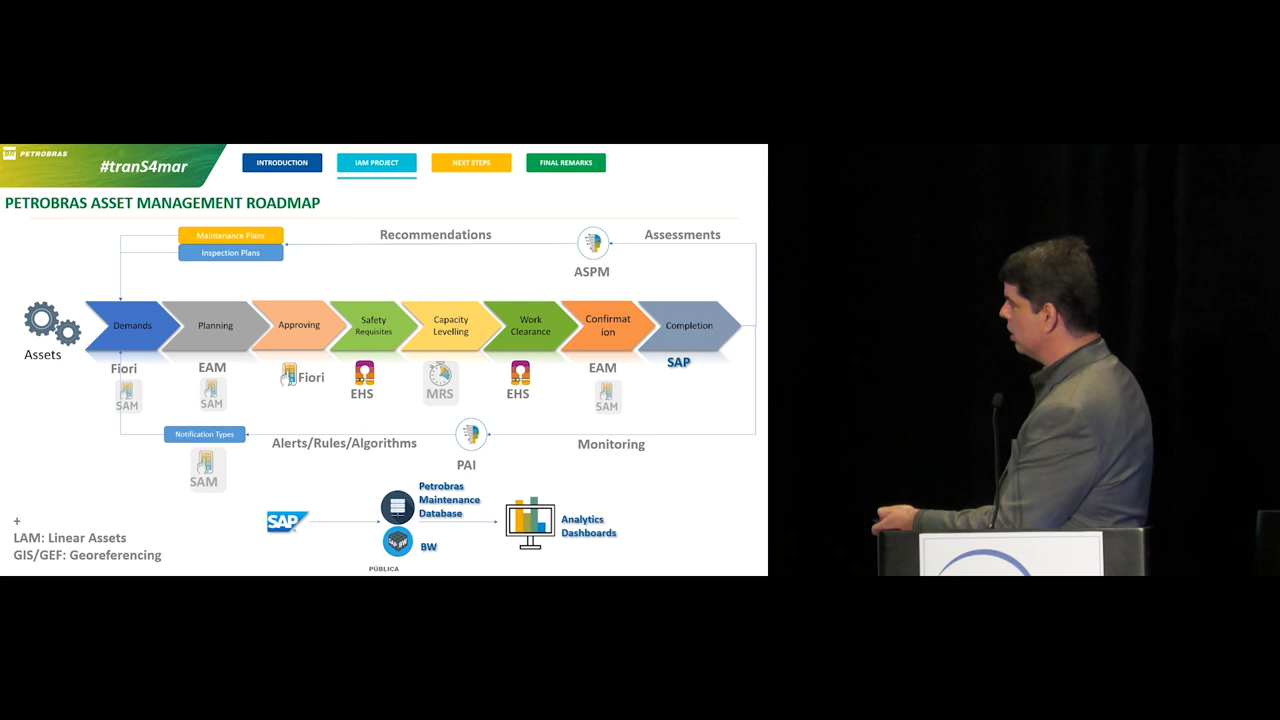 BR PETROBRAS
#tranS4mar
INTRODUCTION
IAM PROJECT
NEXT STEPS
FINAL REMARKS
PETROBRAS ASSET MANAGEMENT ROADMAP
Maintenance Plans
Inspection Plans
Recommendations
Assessments
ASPM
Assets
Demands
Planning
Approving
Safety
Requisites
Capacity
Levelling
Work
Clearance
Confirmat
ion
Completion
Fiori
SAM
EAM
SAM
Fiori
EHS
MRS
EHS
EAM
SAM
SAP
Notification Types
SAM
Alerts/Rules/Algorithms
PAI
Monitoring
SAP
Petrobras
Maintenance
Database
SAP BW
BW
Analytics
Dashboards
+
LAM: Linear Assets
GIS/GEF: Georeferencing
PÚBLICA